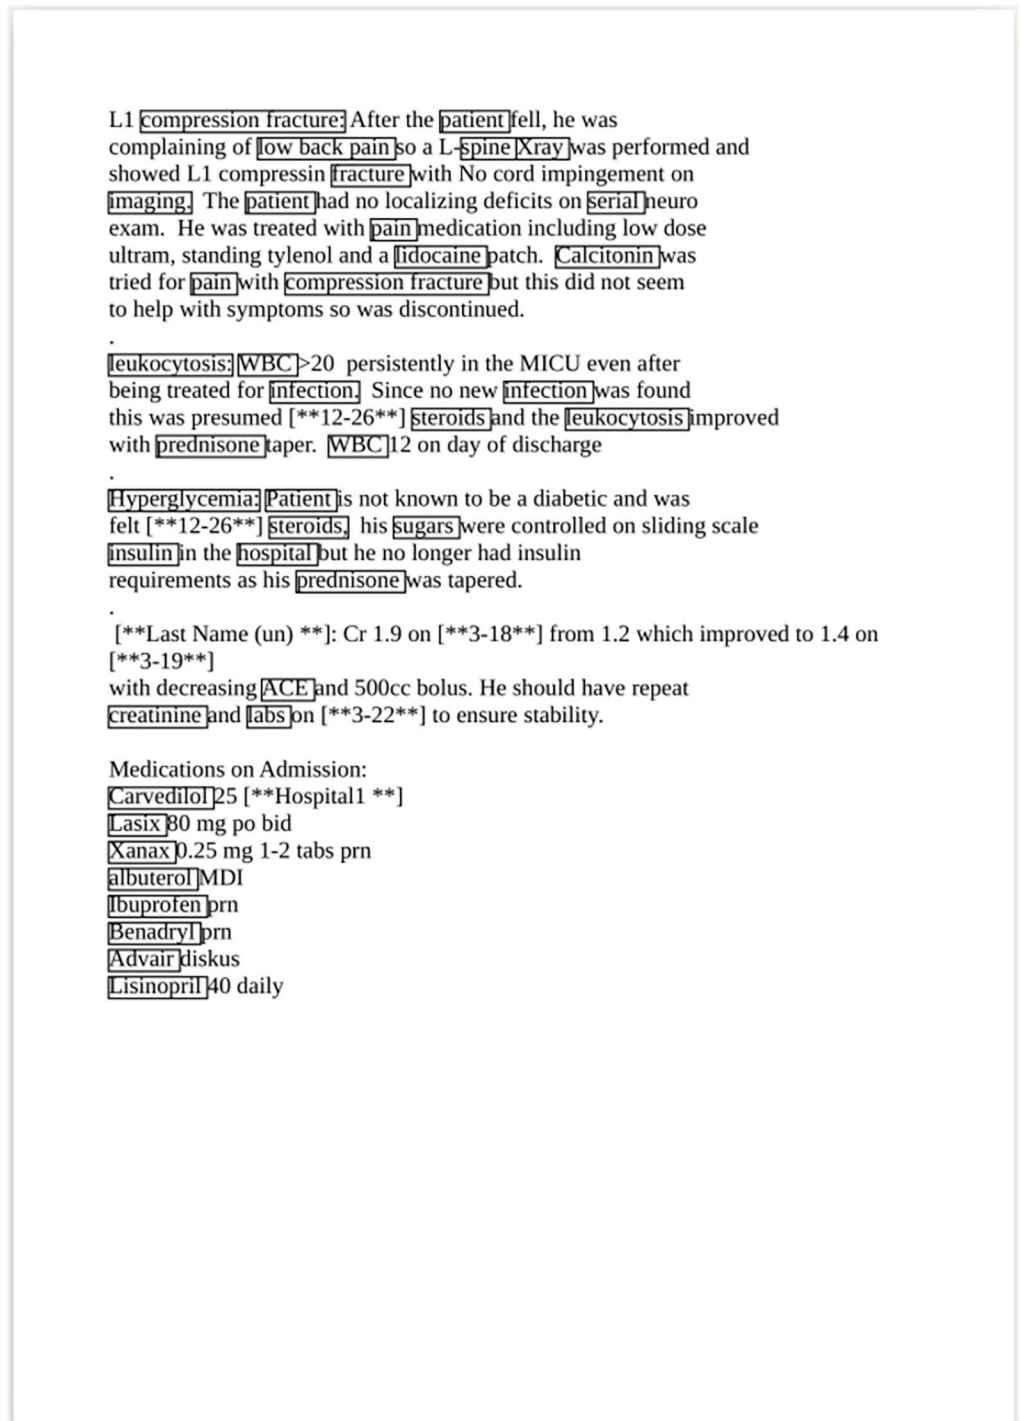 L1 compression fracture: After the patient fell, he was
complaining of low back pain so a L-spine Xray was performed and
showed L1 compressin fracture with No cord impingement on
imaging. The patient had no localizing deficits on serial neuro
exam. He was treated with pain medication including low dose
ultram, standing tylenol and a lidocaine patch. Calcitonin was
tried for pain with compression fracture but this did not seem
to help with symptoms so was discontinued.
.
leukocytosis: WBC >20 persistently in the MICU even after
being treated for infection. Since no new infection was found
this was presumed [**12-26**] steroids and the leukocytosis improved
with prednisone taper. WBC 12 on day of discharge
.
Hyperglycemia: Patient is not known to be a diabetic and was
felt [**12-26**] steroids, his sugars were controlled on sliding scale
insulin in the hospital but he no longer had insulin
requirements as his prednisone was tapered.
.
[**Last Name (un) **]: Cr 1.9 on [**3-18**] from 1.2 which improved to 1.4 on
[**3-19**]
with decreasing ACE and 500cc bolus. He should have repeat
creatinine and labs on [**3-22**] to ensure stability.
Medications on Admission:
Carvedilol 25 [**Hospital1 **]
Lasix 80 mg po bid
Xanax 0.25 mg 1-2 tabs prn
albuterol MDI
Ibuprofen prn
Benadryl prn
Advair diskus
Lisinopril 40 daily